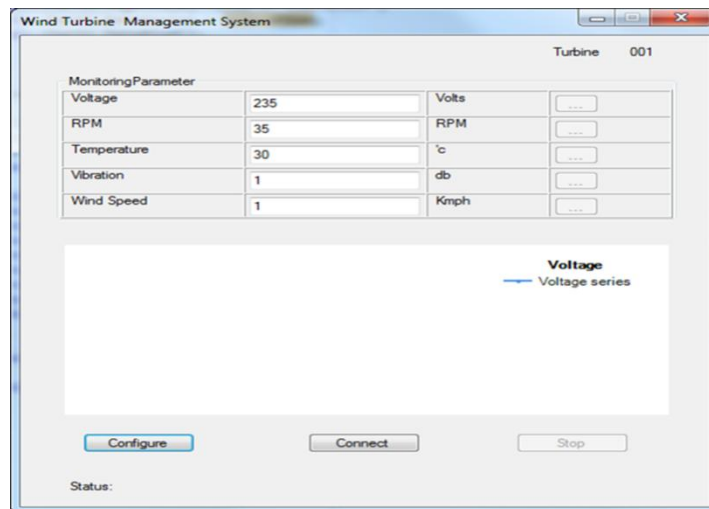 Wind Turbine Management System
Turbine 001
MonitoringParameter
Voltage 235 Volts ...
RPM 35 RPM ...
Temperature 30 'c ...
Vibration 1 db ...
Wind Speed 1 Kmph ...
Voltage
Voltage series
Configure Connect Stop
Status: